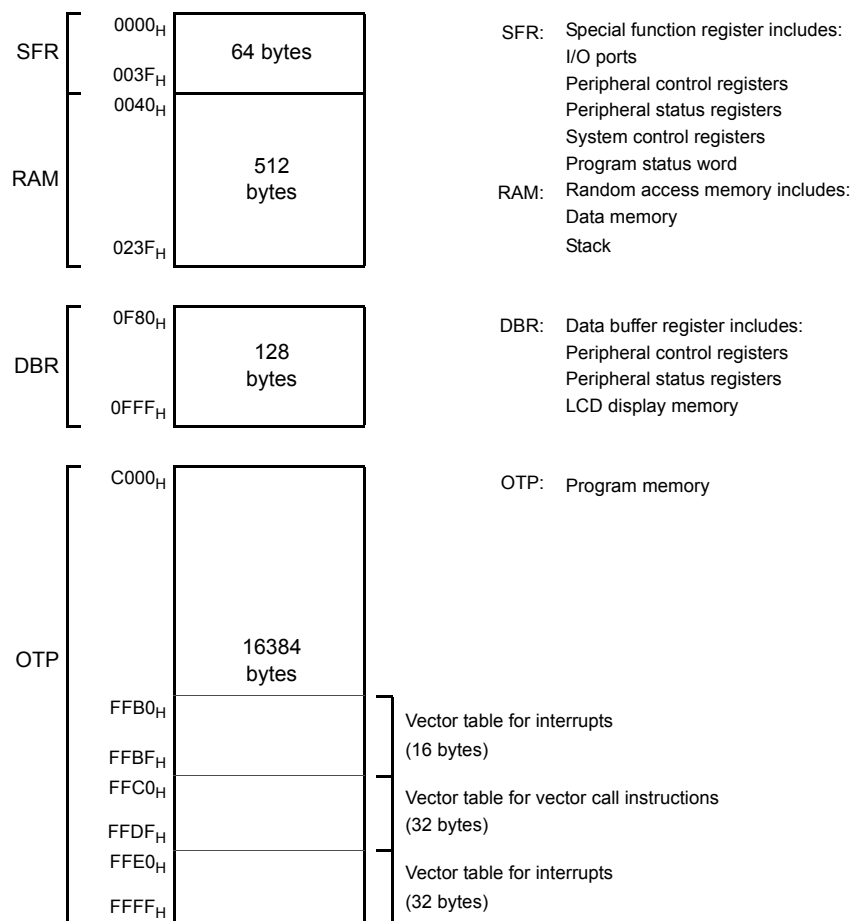 0000H
SFR
64 bytes
003FH
0040H
RAM
512
bytes
023FH
SFR: Special function register includes:
I/O ports
Peripheral control registers
Peripheral status registers
System control registers
Program status word
RAM: Random access memory includes:
Data memory
Stack
0F80H
DBR
128
bytes
0FFFH
DBR: Data buffer register includes:
Peripheral control registers
Peripheral status registers
LCD display memory
C000H
OTP: Program memory
OTP
16384
bytes
FFB0H
Vector table for interrupts
(16 bytes)
FFBFH
FFC0H
Vector table for vector call instructions
(32 bytes)
FFDFH
FFE0H
Vector table for interrupts
(32 bytes)
FFFFH